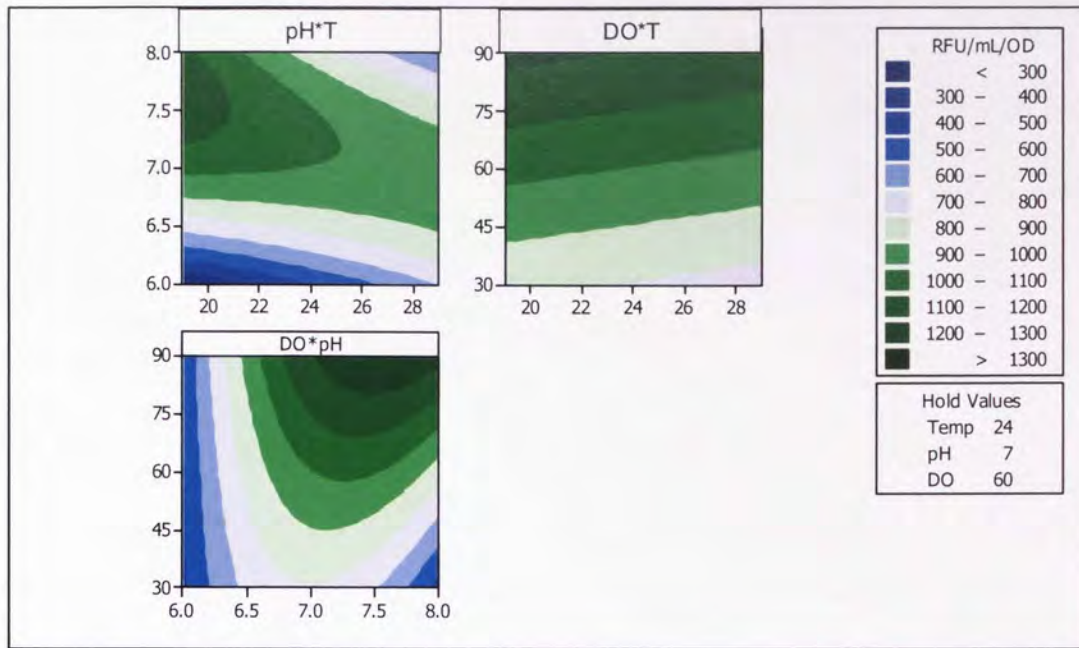 pH*T
DO*T
8.0
7.5
7.0
6.5
6.0
20 22 24 26 28
90
75
60
45
30
20 22 24 26 28
DO*pH
90
75
60
45
30
6.0 6.5 7.0 7.5 8.0
RFU/mL/OD
< 300
300 – 400
400 – 500
500 – 600
600 – 700
700 – 800
800 – 900
900 – 1000
1000 – 1100
1100 – 1200
1200 – 1300
> 1300
Hold Values
Temp 24
pH 7
DO 60